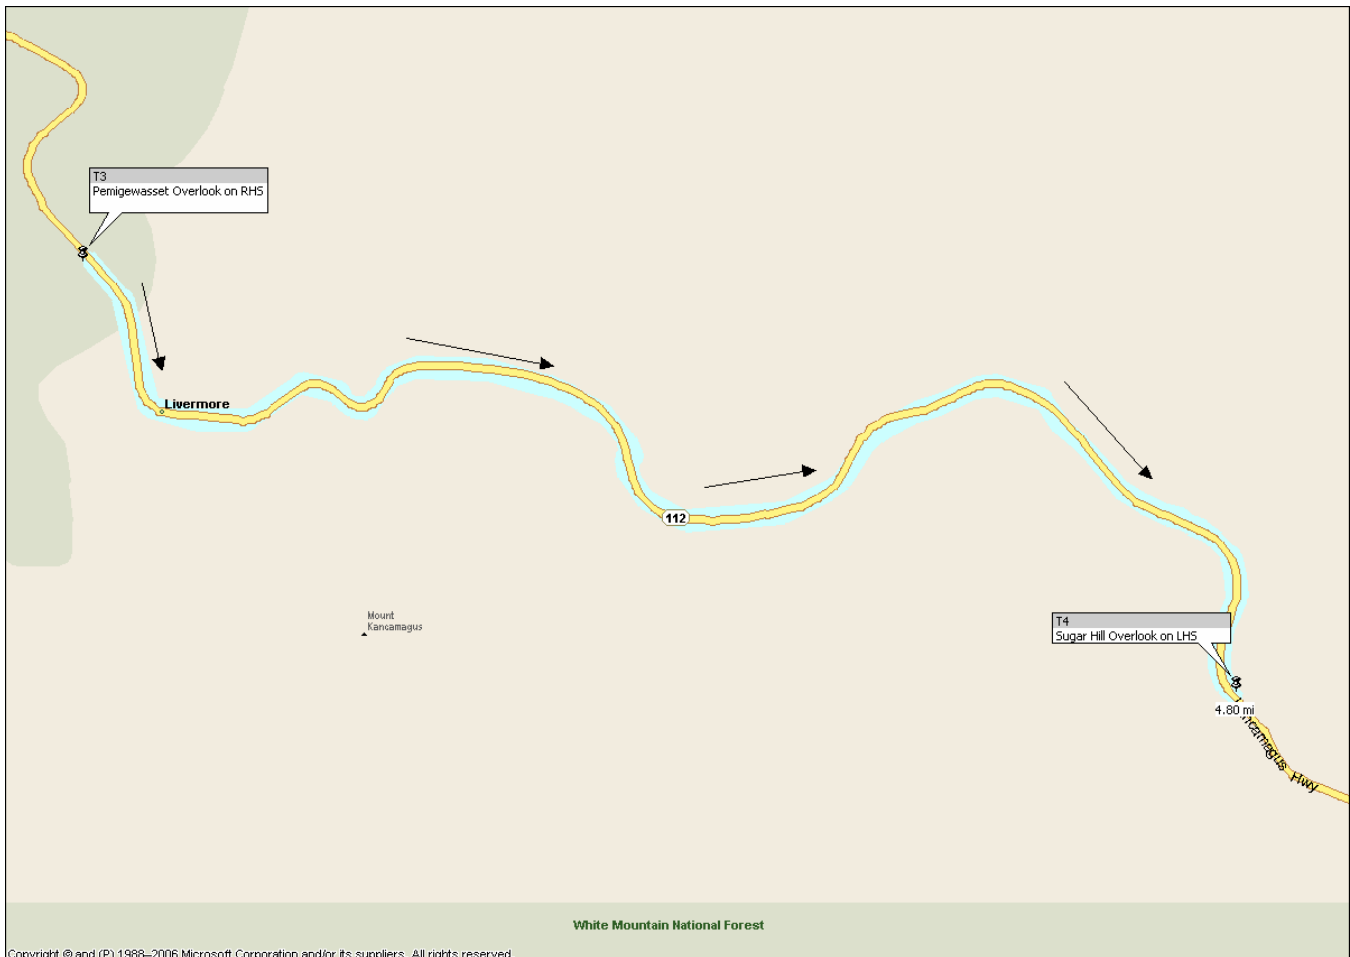 T3
Pemigewasset Overlook on RHS
Livermore
112
Mount
Kancamagus
T4
Sugar Hill Overlook on LHS
4.80 mi
Hwy
White Mountain National Forest
Copyright © and (P) 1988–2006 Microsoft Corporation and/or its suppliers. All rights reserved.